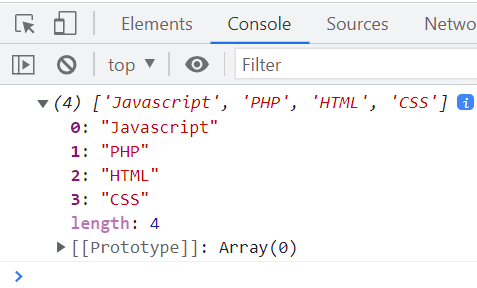 Elements Console Sources Netwo
top Filter
(4) ['Javascript', 'PHP', 'HTML', 'CSS'] i
0: "Javascript"
1: "PHP"
2: "HTML"
3: "CSS"
length: 4
[[Prototype]]: Array(0)